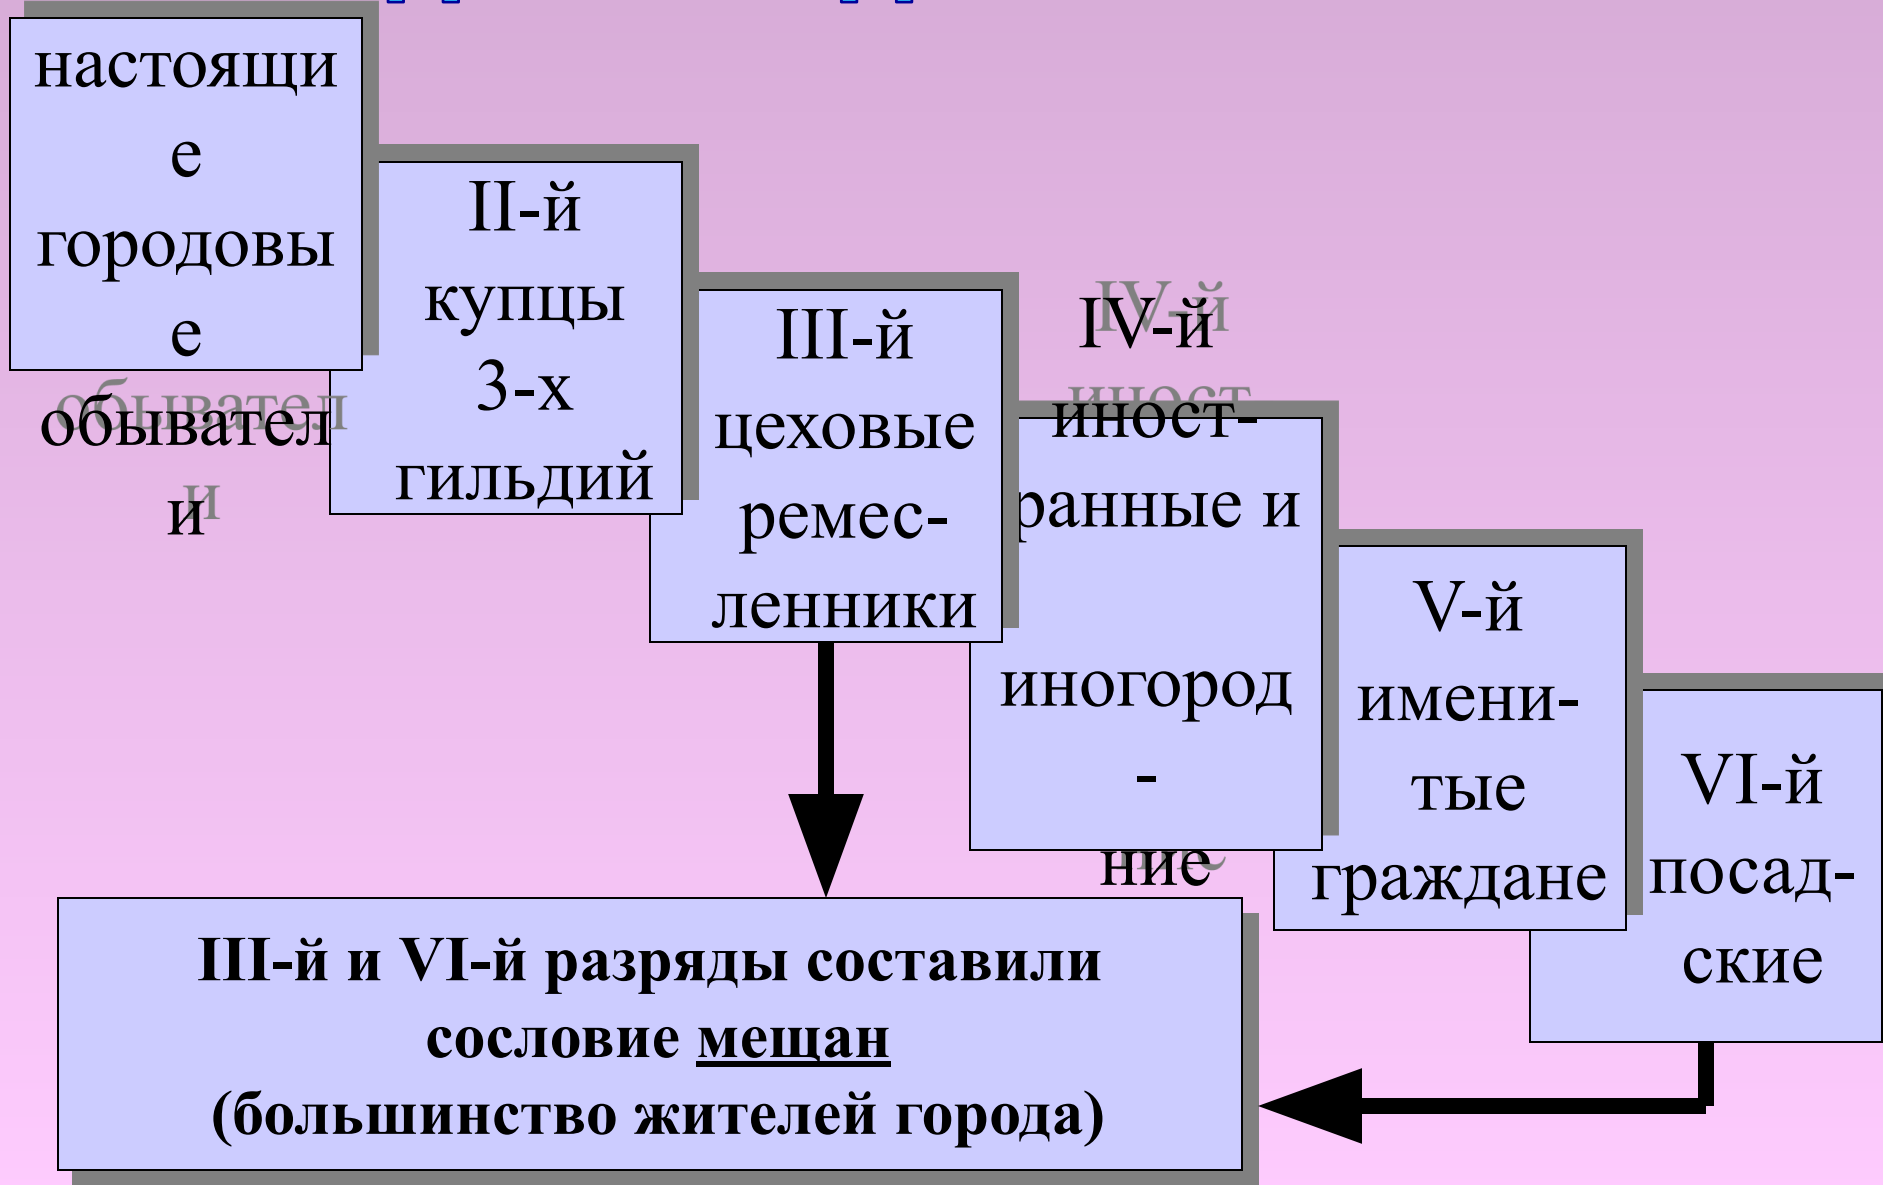 настоящи
е
городовы
е
обывател
и
II-й
купцы
3-х
гильдий
III-й
цеховые
ремес-
ленники
IV-й
иност-
ранные и
иногород
-
ние
V-й
имени-
тые
граждане
VI-й
посад-
ские
III-й и VI-й разряды составили
сословие мещан
(большинство жителей города)